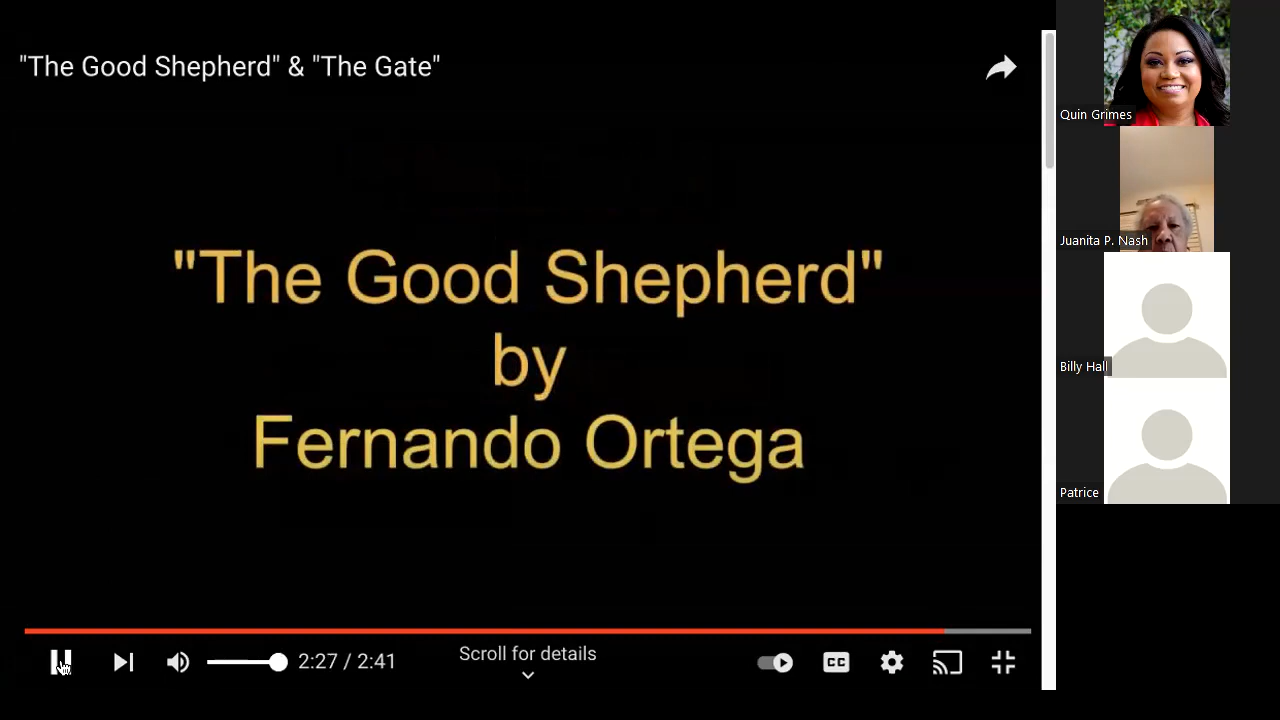 "The Good Shepherd" & "The Gate"
"The Good Shepherd"
by
Fernando Ortega
2:27 / 2:41
Scroll for details
CC
Quin Grimes
Juanita P. Nash
Billy Hall
Patrice